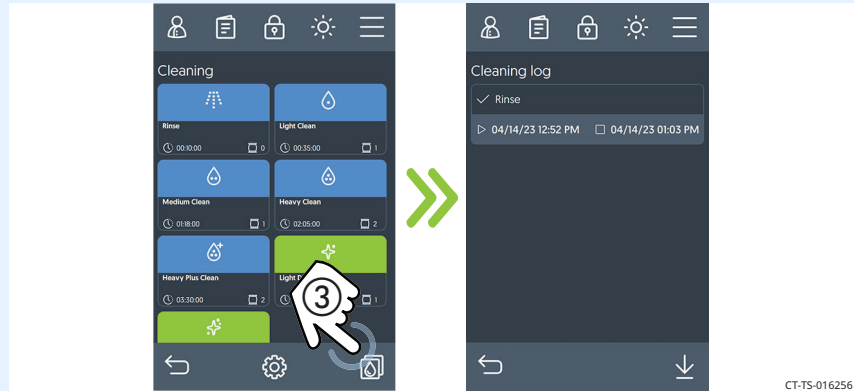 Cleaning
Rinse
00:10:00 0
Light Clean
00:35:00 1
Medium Clean
01:18:00 1
Heavy Clean
02:05:00 2
Heavy Plus Clean
03:30:00 2
Light
1
3
Cleaning log
Rinse
04/14/23 12:52 PM 04/14/23 01:03 PM
CT-TS-016256